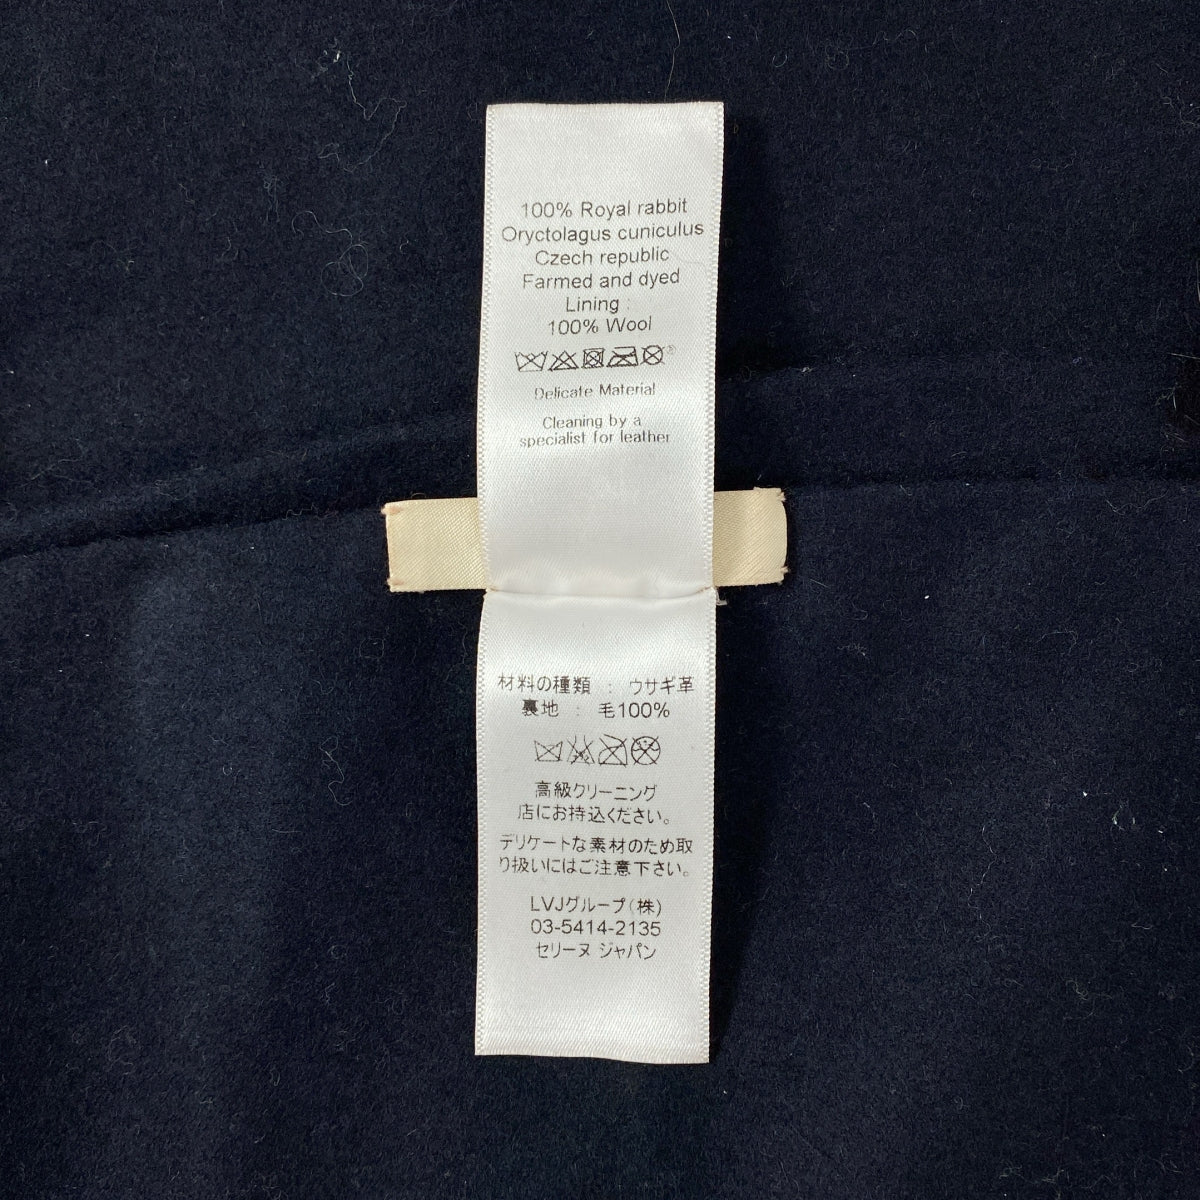 100% Royal rabbit
Oryctolagus cuniculus
Czech republic
Farmed and dyed
Lining :
100% Wool
Delicate Material
Cleaning by a
specialist for leather
材料の種類 : ウサギ革
裏地 : 毛100%
高級クリーニング
店にお持込ください。
デリケートな素材のため取
り扱いにはご注意下さい。
LVJグループ(株)
03-5414-2135
セリーヌ ジャパン